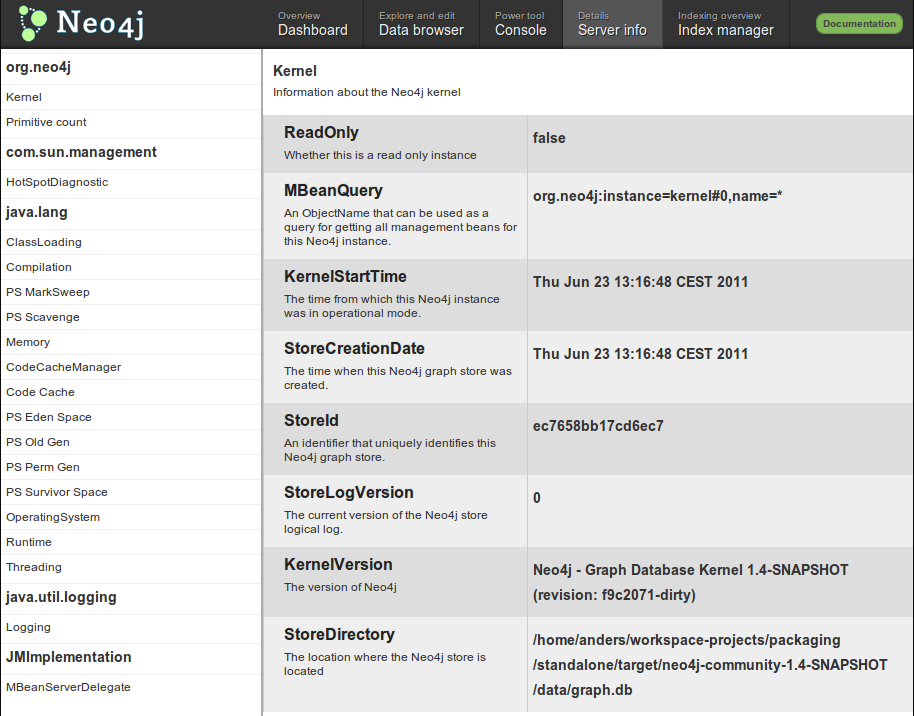 Neo4j
Overview
Dashboard
Explore and edit
Data browser
Power tool
Console
Details
Server info
Indexing overview
Index manager
Documentation
org.neo4j
Kernel
Primitive count
com.sun.management
HotSpotDiagnostic
java.lang
ClassLoading
Compilation
PS MarkSweep
PS Scavenge
Memory
CodeCacheManager
Code Cache
PS Eden Space
PS Old Gen
PS Perm Gen
PS Survivor Space
OperatingSystem
Runtime
Threading
java.util.logging
Logging
JMImplementation
MBeanServerDelegate
Kernel
Information about the Neo4j kernel
ReadOnly
Whether this is a read only instance
false
MBeanQuery
An ObjectName that can be used as a
query for getting all management beans for
this Neo4j instance.
org.neo4j:instance=kernel#0,name=*
KernelStartTime
The time from which this Neo4j instance
was in operational mode.
Thu Jun 23 13:16:48 CEST 2011
StoreCreationDate
The time when this Neo4j graph store was
created.
Thu Jun 23 13:16:48 CEST 2011
StoreId
An identifier that uniquely identifies this
Neo4j graph store.
ec7658bb17cd6ec7
StoreLogVersion
The current version of the Neo4j store
logical log.
0
KernelVersion
The version of Neo4j
Neo4j - Graph Database Kernel 1.4-SNAPSHOT
(revision: f9c2071-dirty)
StoreDirectory
The location where the Neo4j store is
located
/home/anders/workspace-projects/packaging
/standalone/target/neo4j-community-1.4-SNAPSHOT
/data/graph.db